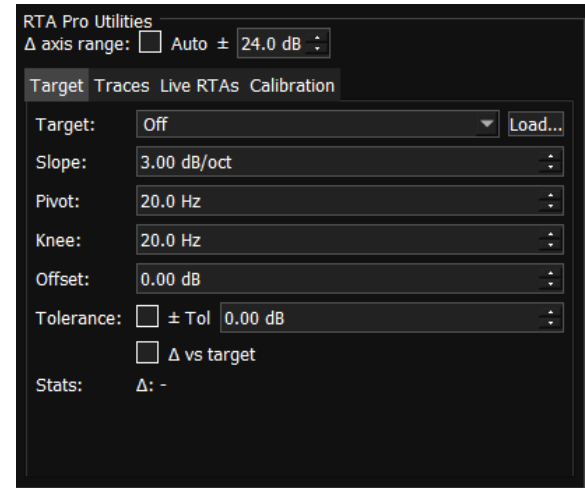 RTA Pro Utilities
Δ axis range: Auto ± 24.0 dB
Target Traces Live RTAs Calibration
Target: Off Load...
Slope: 3.00 dB/oct
Pivot: 20.0 Hz
Knee: 20.0 Hz
Offset: 0.00 dB
Tolerance: ± Tol 0.00 dB
Δ vs target
Stats: Δ: -